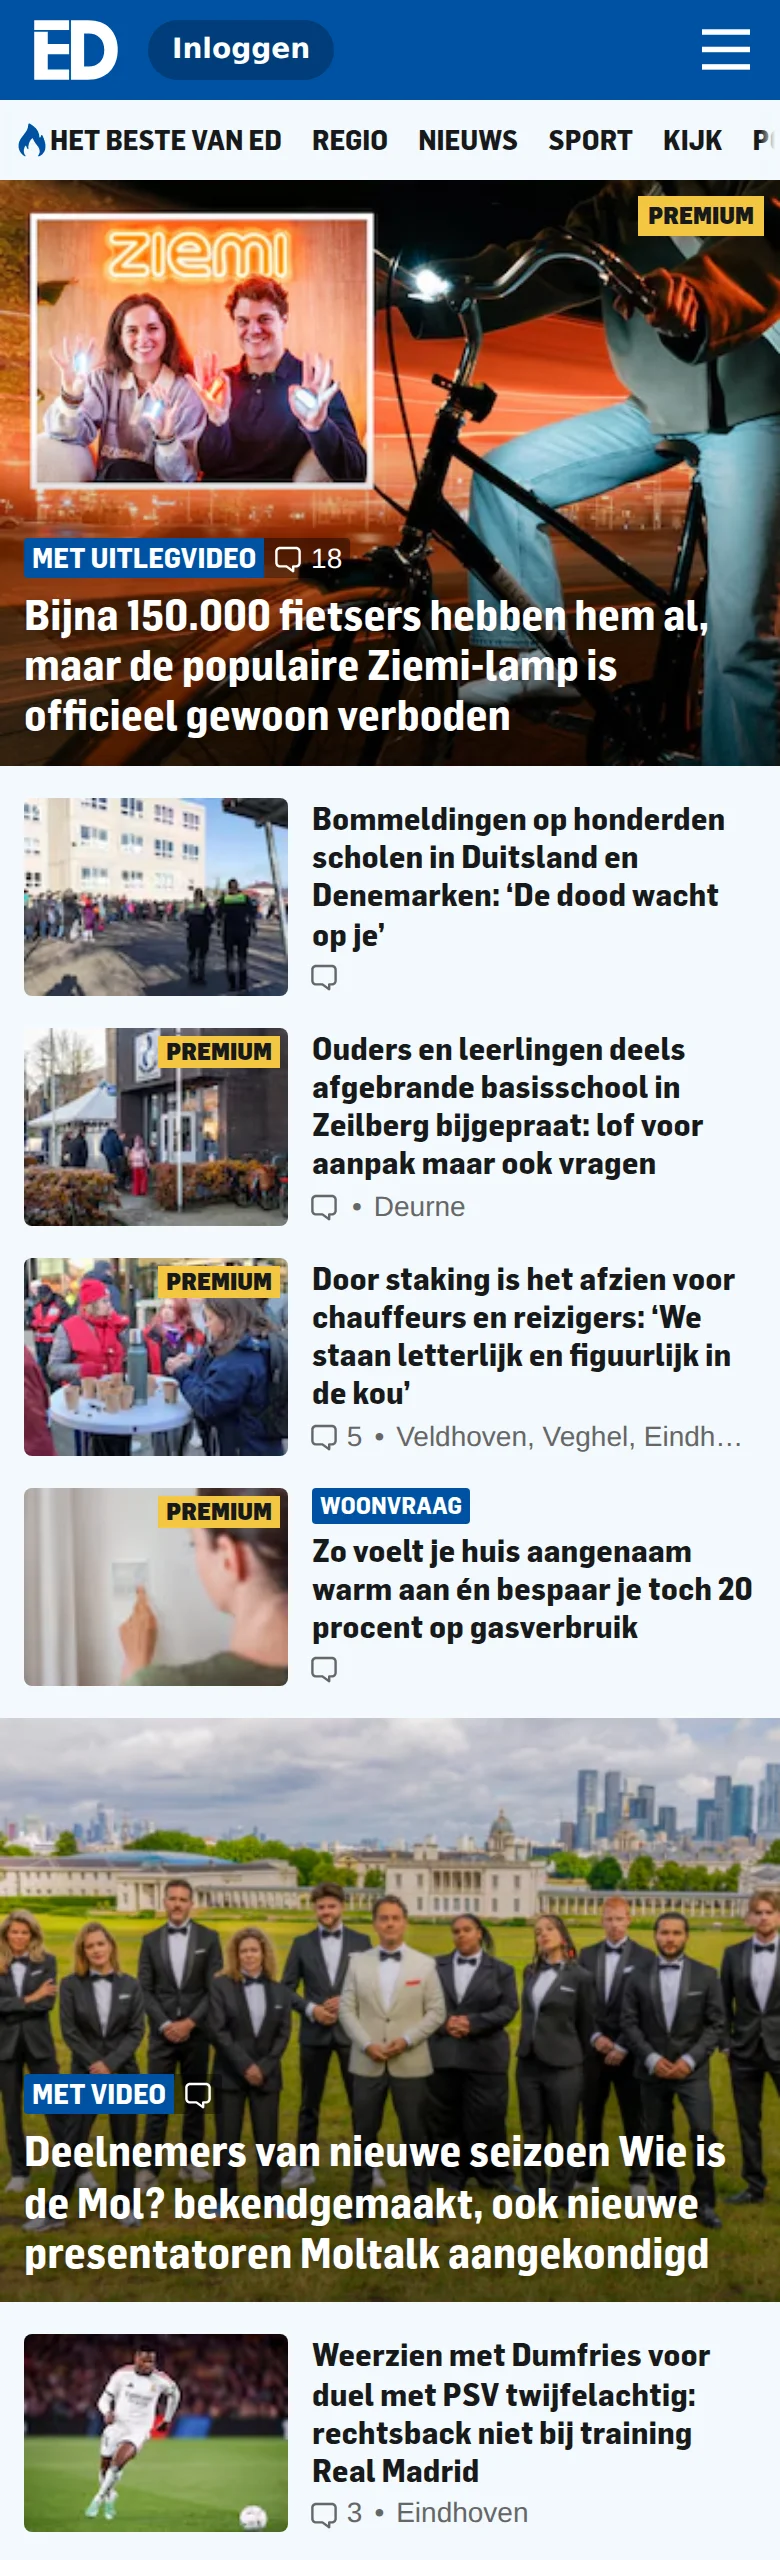 ED
Inloggen
HET BESTE VAN ED
REGIO
NIEUWS
SPORT
KIJK
PREMIUM
ziemi
MET UITLEGVIDEO
18
Bijna 150.000 fietsers hebben hem al,
maar de populaire Ziemi-lamp is
officieel gewoon verboden
Bommeldingen op honderden
scholen in Duitsland en
Denemarken: ‘De dood wacht
op je’
PREMIUM
Ouders en leerlingen deels
afgebrande basisschool in
Zeilberg bijgepraat: lof voor
aanpak maar ook vragen
• Deurne
PREMIUM
Door staking is het afzien voor
chauffeurs en reizigers: ‘We
staan letterlijk en figuurlijk in
de kou’
5 • Veldhoven, Veghel, Eindh…
PREMIUM
WOONVRAAG
Zo voelt je huis aangenaam
warm aan én bespaar je toch 20
procent op gasverbruik
MET VIDEO
Deelnemers van nieuwe seizoen Wie is
de Mol? bekendgemaakt, ook nieuwe
presentatoren Moltalk aangekondigd
Weerzien met Dumfries voor
duel met PSV twijfelachtig:
rechtsback niet bij training
Real Madrid
3 • Eindhoven